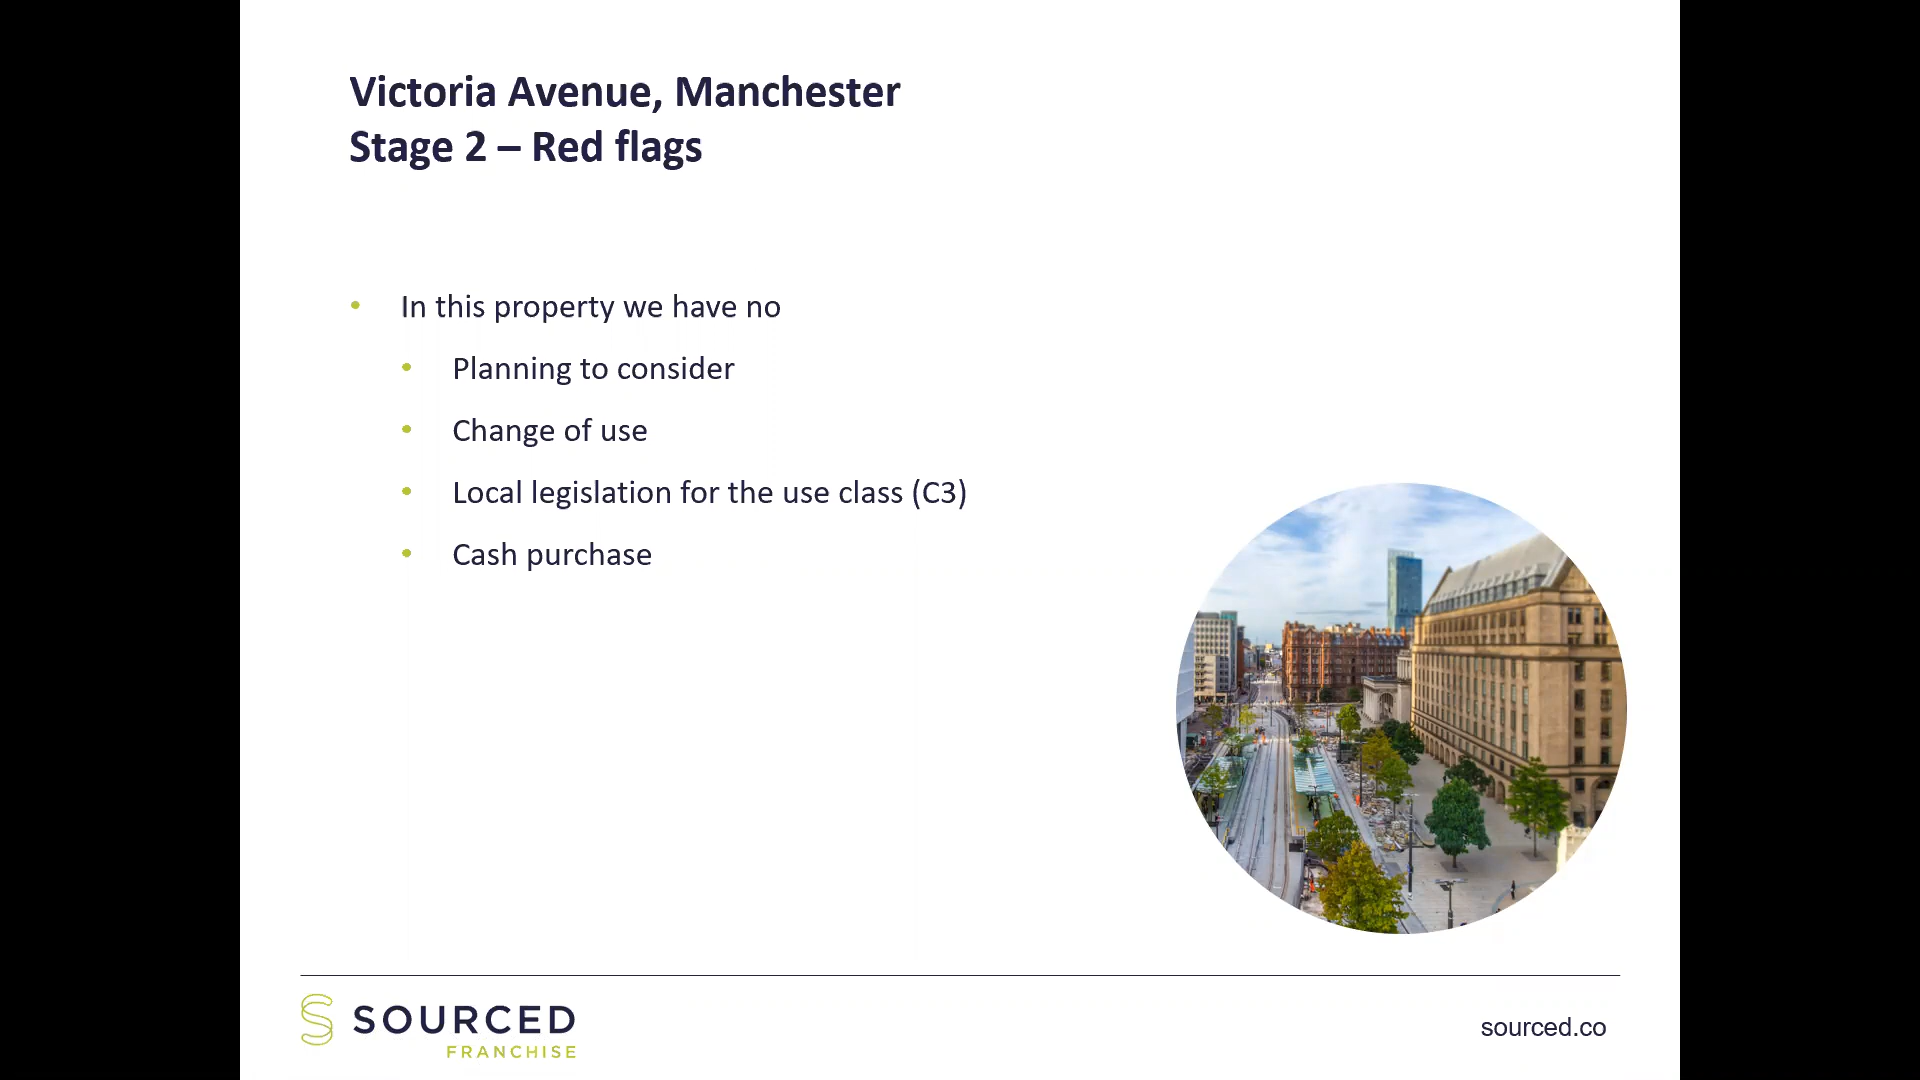 Victoria Avenue, Manchester
Stage 2 – Red flags
• In this property we have no
• Planning to consider
• Change of use
• Local legislation for the use class (C3)
• Cash purchase
SOURCED
FRANCHISE
sourced.co